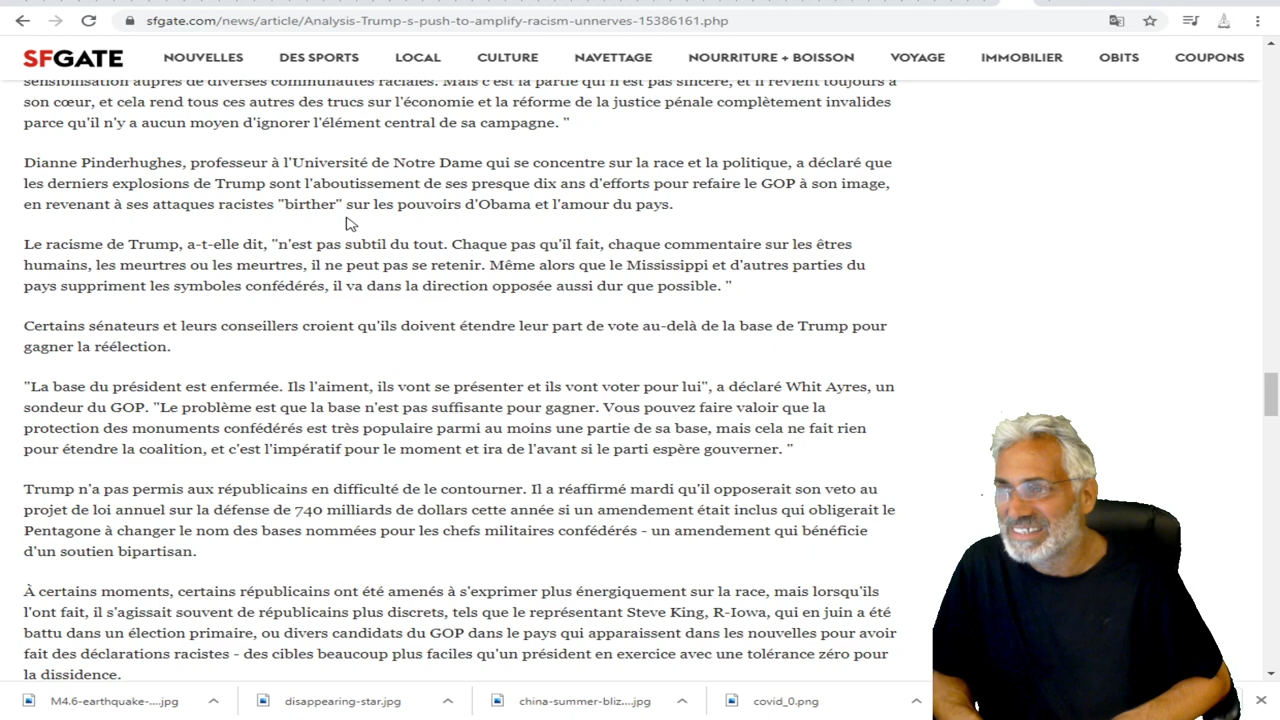 sfgate.com/news/article/Analysis-Trump-s-push-to-amplify-racism-unnerves-15386161.php
SFGATE NOUVELLES DES SPORTS LOCAL CULTURE NAVETTAGE NOURRITURE + BOISSON VOYAGE IMMOBILIER OBITS COUPONS
sensibilisation auprès de diverses communautés raciales. Mais c'est la partie qui n'est pas sincère, et il revient toujours à
son cœur, et cela rend tous ces autres des trucs sur l'économie et la réforme de la justice pénale complètement invalides
parce qu'il n'y a aucun moyen d'ignorer l'élément central de sa campagne. "
Dianne Pinderhughes, professeur à l'Université de Notre Dame qui se concentre sur la race et la politique, a déclaré que
les derniers explosions de Trump sont l'aboutissement de ses presque dix ans d'efforts pour refaire le GOP à son image,
en revenant à ses attaques racistes "birther" sur les pouvoirs d'Obama et l'amour du pays.
Le racisme de Trump, a-t-elle dit, "n'est pas subtil du tout. Chaque pas qu'il fait, chaque commentaire sur les êtres
humains, les meurtres ou les meurtres, il ne peut pas se retenir. Même alors que le Mississippi et d'autres parties du
pays suppriment les symboles confédérés, il va dans la direction opposée aussi dur que possible. "
Certains sénateurs et leurs conseillers croient qu'ils doivent étendre leur part de vote au-delà de la base de Trump pour
gagner la réélection.
"La base du président est enfermée. Ils l'aiment, ils vont se présenter et ils vont voter pour lui", a déclaré Whit Ayres, un
sondeur du GOP. "Le problème est que la base n'est pas suffisante pour gagner. Vous pouvez faire valoir que la
protection des monuments confédérés est très populaire parmi au moins une partie de sa base, mais cela ne fait rien
pour étendre la coalition, et c'est l'impératif pour le moment et ira de l'avant si le parti espère gouverner. "
Trump n'a pas permis aux républicains en difficulté de le contourner. Il a réaffirmé mardi qu'il opposerait son veto au
projet de loi annuel sur la défense de 740 milliards de dollars cette année si un amendement était inclus qui obligerait le
Pentagone à changer le nom des bases nommées pour les chefs militaires confédérés - un amendement qui bénéficie
d'un soutien bipartisan.
À certains moments, certains républicains ont été amenés à s'exprimer plus énergiquement sur la race, mais lorsqu'ils
l'ont fait, il s'agissait souvent de républicains plus discrets, tels que le représentant Steve King, R-Iowa, qui en juin a été
battu dans un élection primaire, ou divers candidats du GOP dans le pays qui apparaissent dans les nouvelles pour avoir
fait des déclarations racistes - des cibles beaucoup plus faciles qu'un président en exercice avec une tolérance zéro pour
la dissidence.
M4.6-earthquake-....jpg disappearing-star.jpg china-summer-bliz....jpg covid_0.png